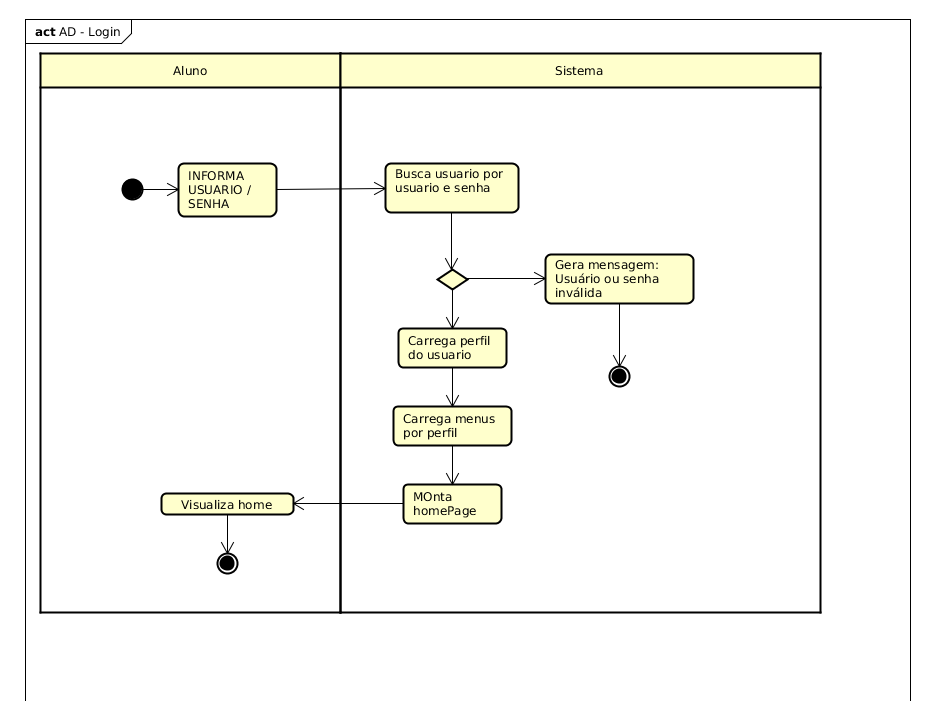 act AD - Login
Aluno
Sistema
INFORMA
USUARIO /
SENHA
Busca usuario por
usuario e senha
Gera mensagem:
Usuário ou senha
inválida
Carrega perfil
do usuario
Carrega menus
por perfil
MOnta
homePage
Visualiza home